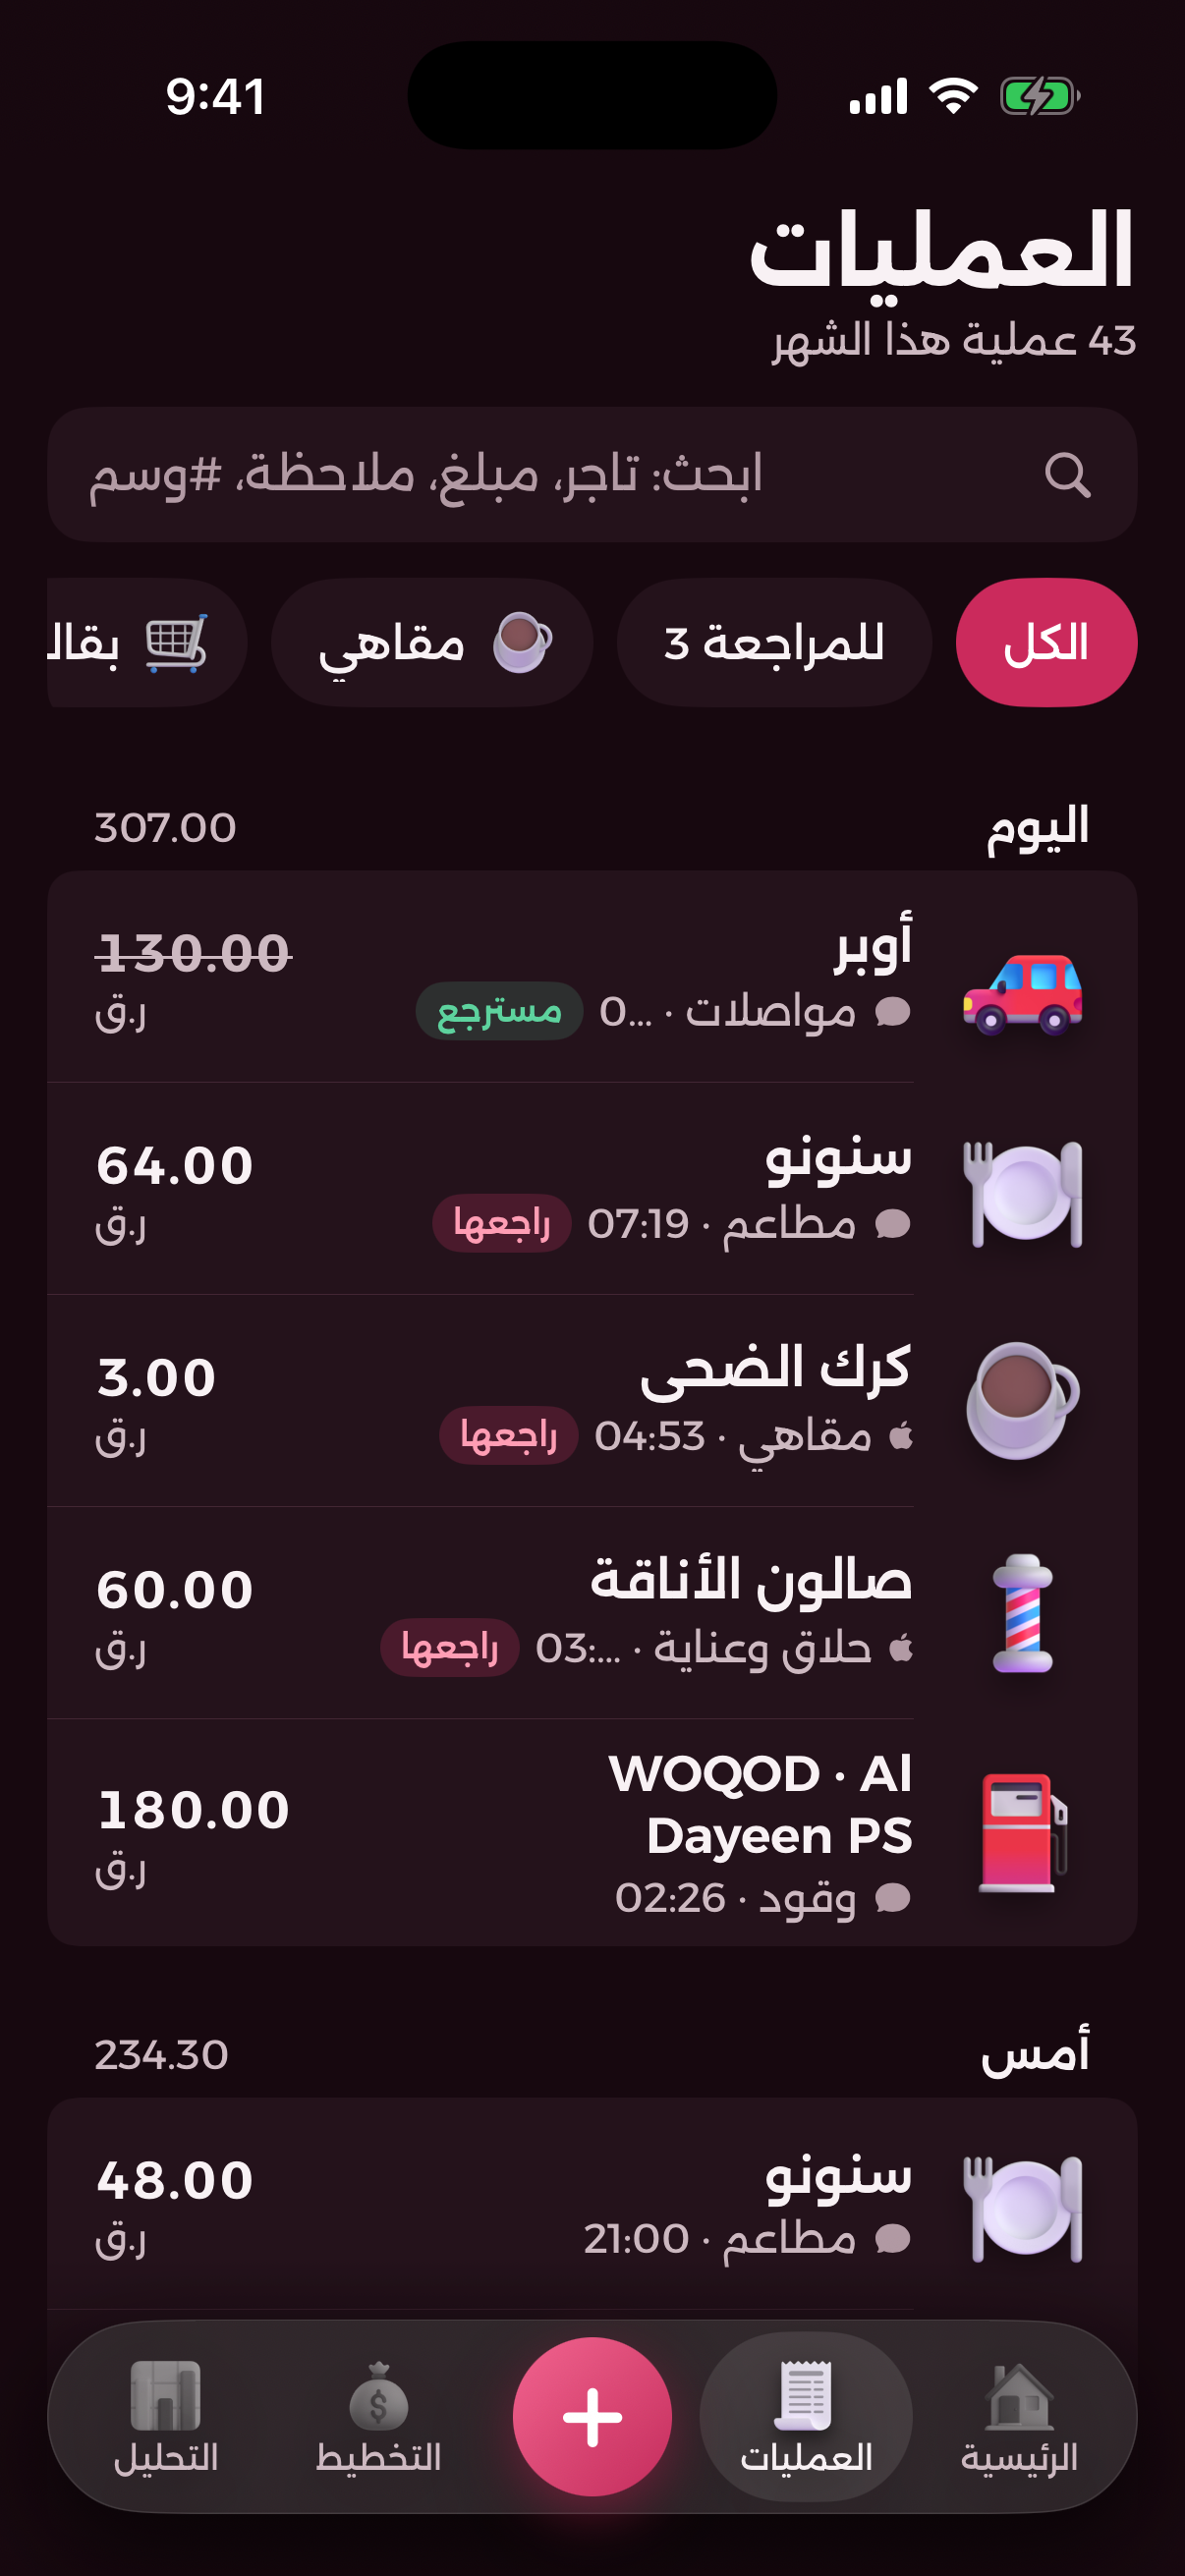 9:41
العمليات
43 عملية هذا الشهر
ابحث: تاجر، مبلغ، ملاحظة، #وسم
الكل
للمراجعة 3
مقاهي
بقال
اليوم
307.00
أوبر
130.00
مواصلات · 0...
مسترجع
ر.ق
سنونو
64.00
مطاعم · 07:19
راجعها
ر.ق
كرك الضحى
3.00
مقاهي · 04:53
راجعها
ر.ق
صالون الأناقة
60.00
حلاق وعناية · 03:...
راجعها
ر.ق
WOQOD · Al
Dayeen PS
180.00
وقود · 02:26
ر.ق
أمس
234.30
سنونو
48.00
مطاعم · 21:00
ر.ق
الرئيسية
العمليات
التخطيط
التحليل